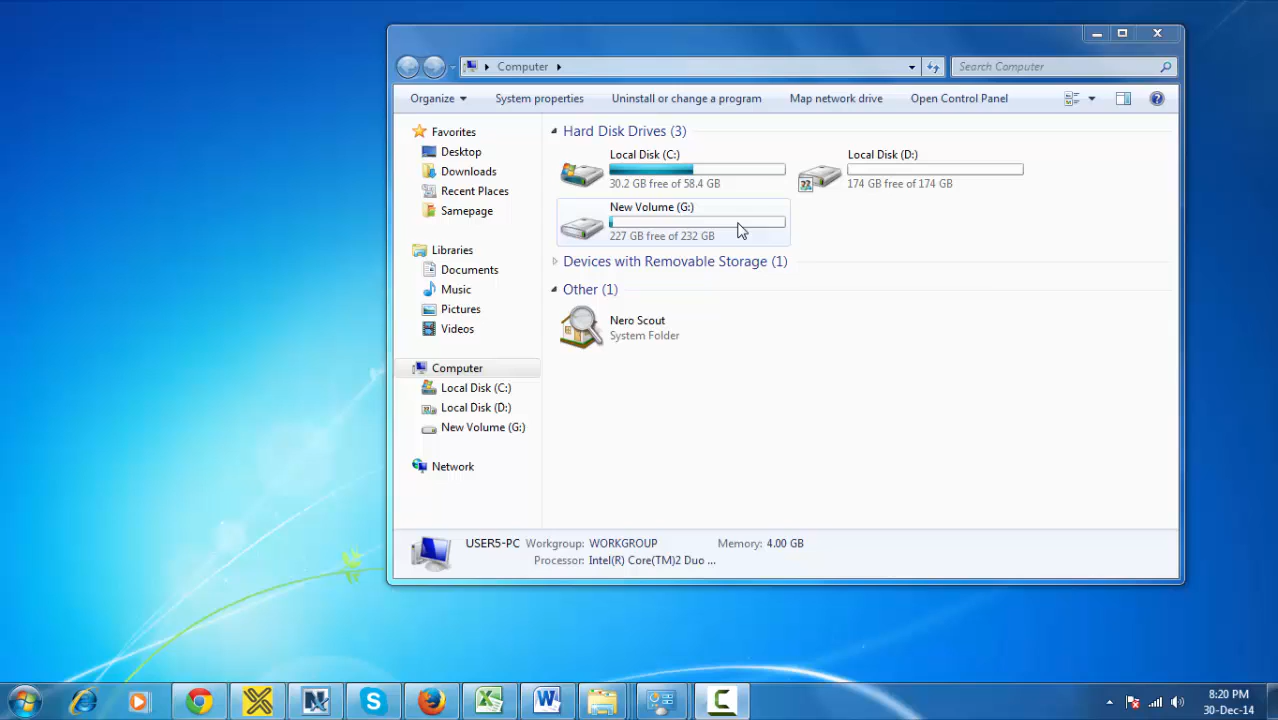 Computer
Search Computer
Organize
System properties
Uninstall or change a program
Map network drive
Open Control Panel
Favorites
Desktop
Downloads
Recent Places
Samepage
Libraries
Documents
Music
Pictures
Videos
Computer
Local Disk (C:)
Local Disk (D:)
New Volume (G:)
Network
Hard Disk Drives (3)
Local Disk (C:)
30.2 GB free of 58.4 GB
Local Disk (D:)
174 GB free of 174 GB
New Volume (G:)
227 GB free of 232 GB
Devices with Removable Storage (1)
Other (1)
Nero Scout
System Folder
USER5-PC Workgroup: WORKGROUP Memory: 4.00 GB
Processor: Intel(R) Core(TM)2 Duo ...
8:20 PM
30-Dec-14